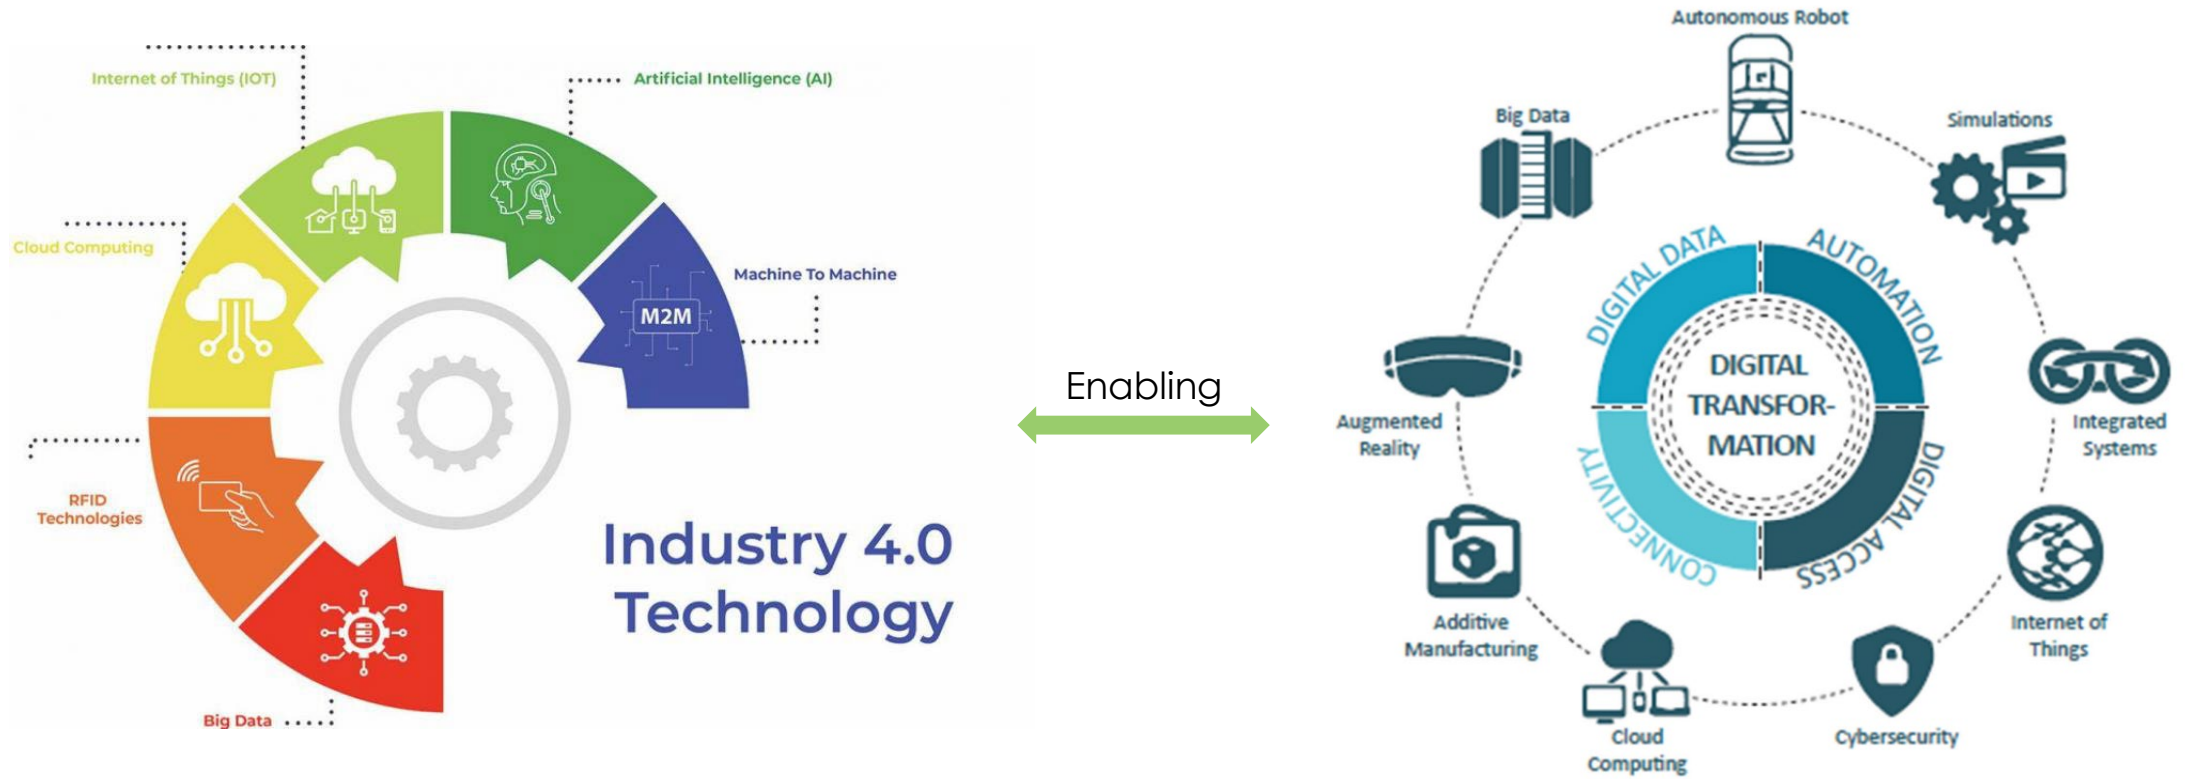 Internet of Things (IOT)
Artificial Intelligence (AI)
Cloud Computing
Machine To Machine
M2M
RFID
Technologies
Big Data
Industry 4.0
Technology
Enabling
Autonomous Robot
Big Data
Simulations
DIGITAL DATA
AUTOMATION
DIGITAL
TRANSFOR-
MATION
CONNECTIVITY
DIGITAL ACCESS
Augmented
Reality
Integrated
Systems
Additive
Manufacturing
Internet of
Things
Cloud
Computing
Cybersecurity